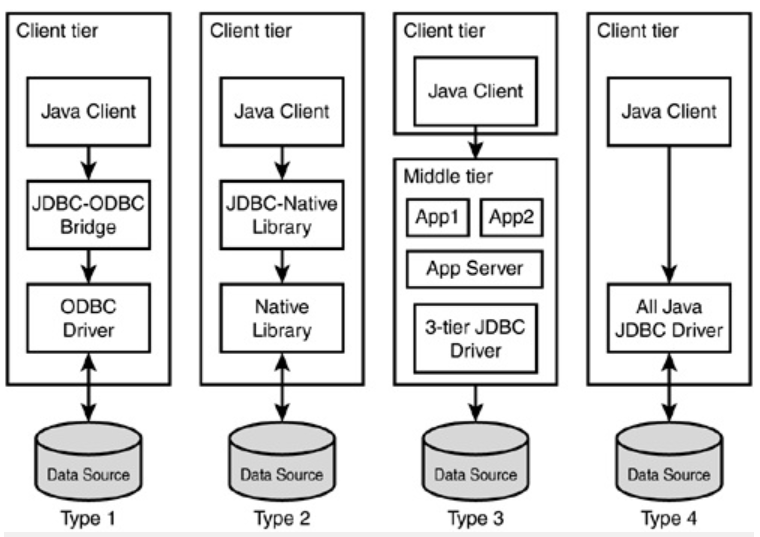 Client tier
Java Client
JDBC-ODBC
Bridge
ODBC
Driver
Data Source
Type 1
Client tier
Java Client
JDBC-Native
Library
Native
Library
Data Source
Type 2
Client tier
Java Client
Middle tier
App1
App2
App Server
3-tier JDBC
Driver
Data Source
Type 3
Client tier
Java Client
All Java
JDBC Driver
Data Source
Type 4